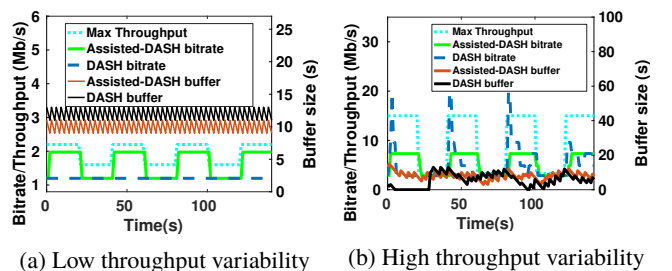 Bitrate/Throughput (Mb/s)
6
5
4
3
2
1
Max Throughput
Assisted-DASH bitrate
DASH bitrate
Assisted-DASH buffer
DASH buffer
25
20
15
10
5
0
Buffer size (s)
0 50 100
Time(s)
(a) Low throughput variability
Bitrate/Throughput (Mb/s)
30
20
10
0
Max Throughput
Assisted-DASH bitrate
DASH bitrate
Assisted-DASH buffer
DASH buffer
100
80
60
40
20
0
Buffer size (s)
0 50 100
Time(s)
(b) High throughput variability